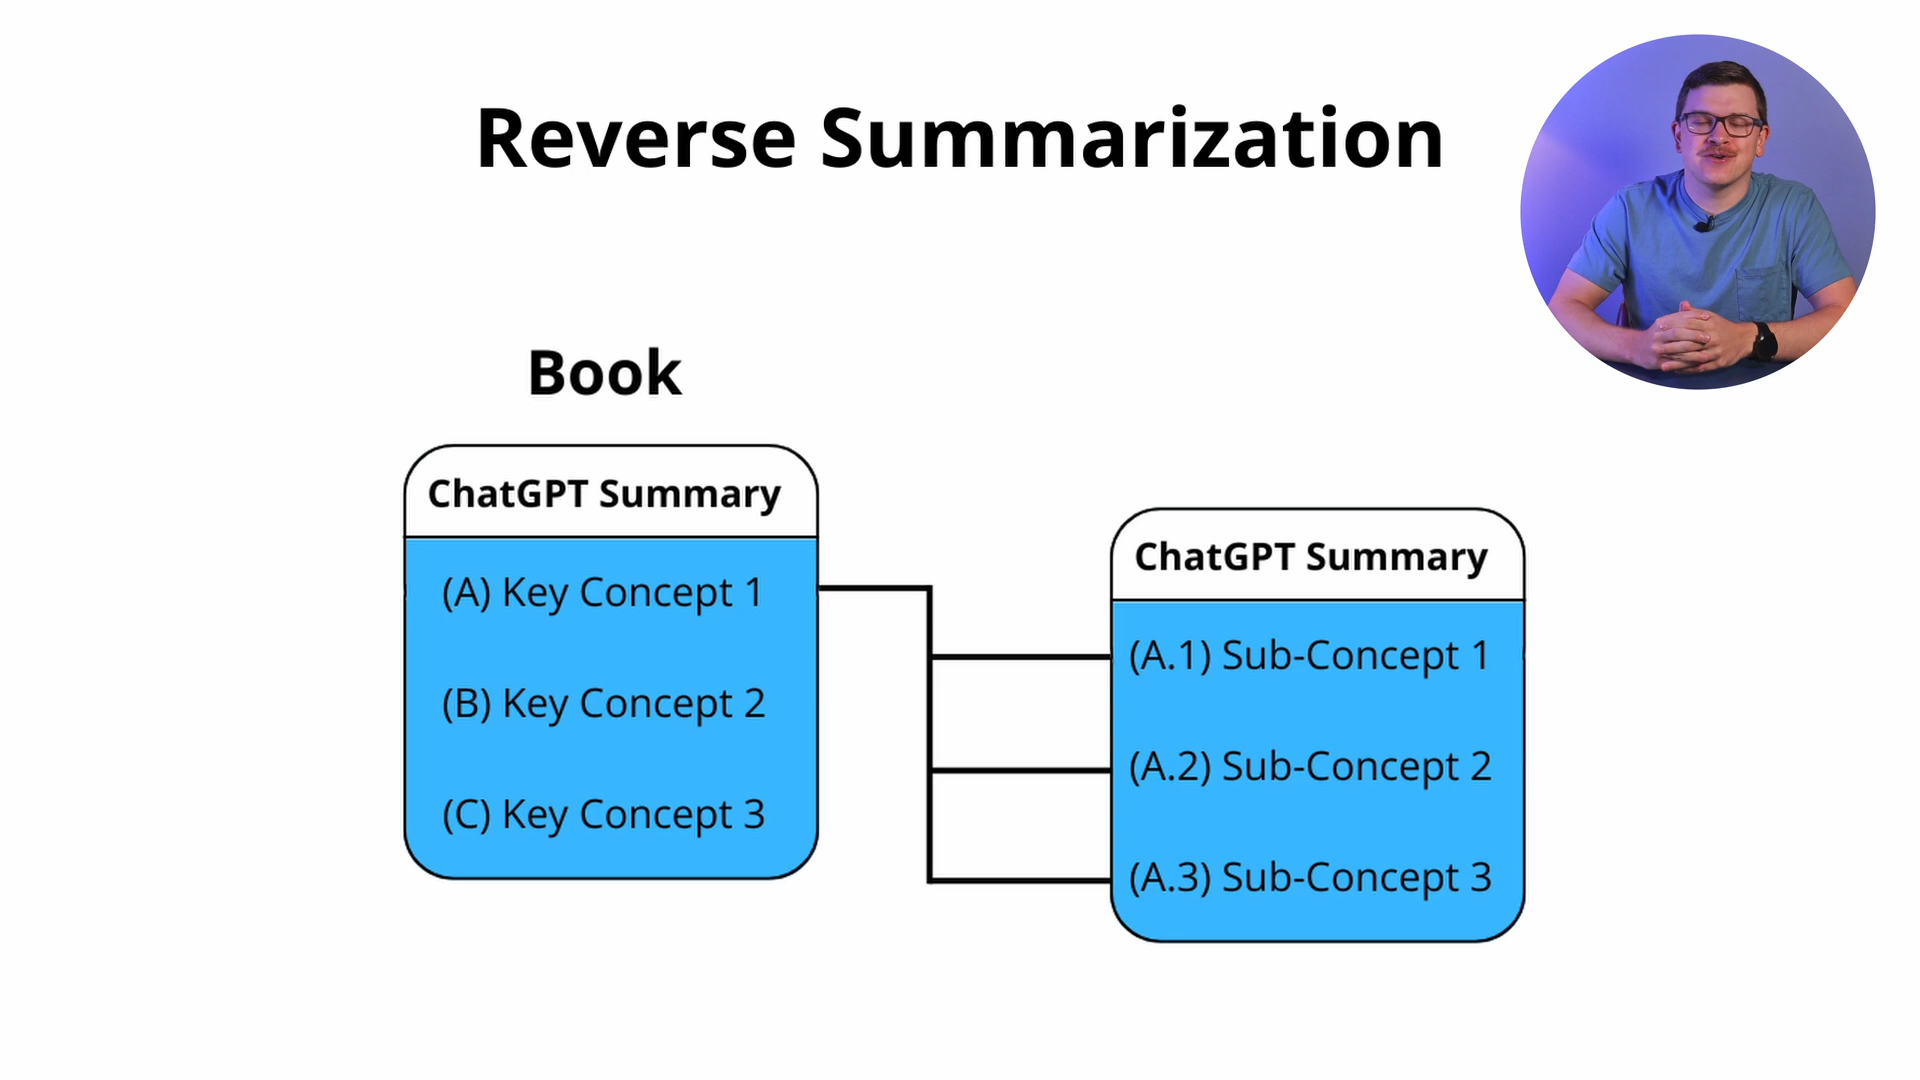 Reverse Summarization
Book
ChatGPT Summary
(A) Key Concept 1
(B) Key Concept 2
(C) Key Concept 3
ChatGPT Summary
(A.1) Sub-Concept 1
(A.2) Sub-Concept 2
(A.3) Sub-Concept 3